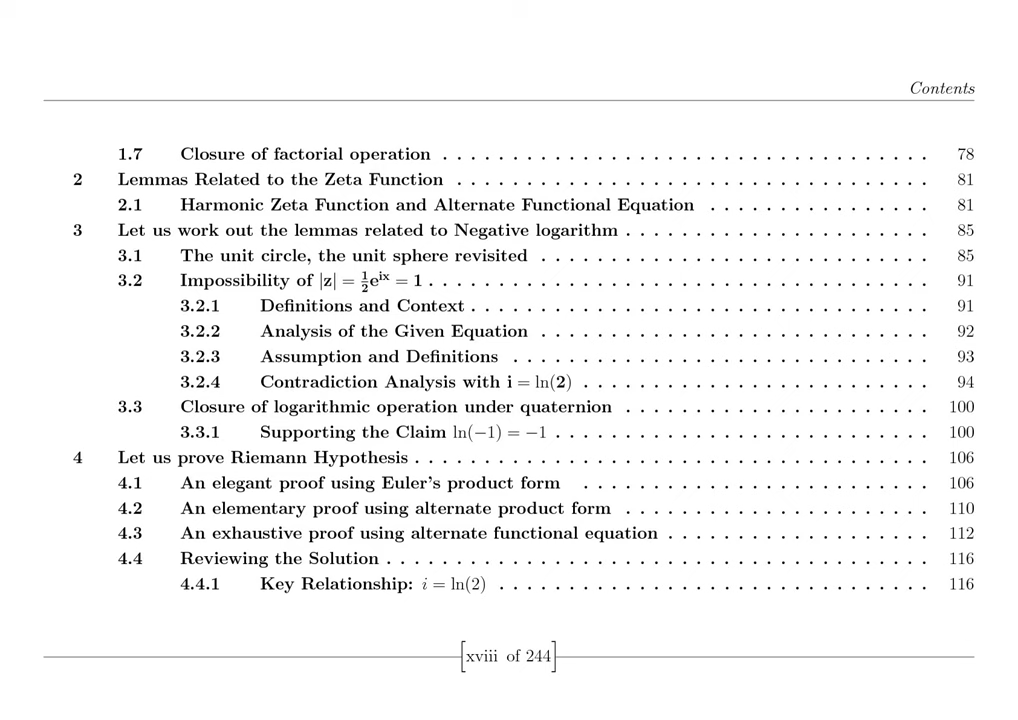 Contents
1.7 Closure of factorial operation . . . . . . . . . . . . . . . . . . . . . . . . . . . . . . . . . . . 78
2 Lemmas Related to the Zeta Function . . . . . . . . . . . . . . . . . . . . . . . . . . . . . . . . . . 81
2.1 Harmonic Zeta Function and Alternate Functional Equation . . . . . . . . . . . . . . . . 81
3 Let us work out the lemmas related to Negative logarithm . . . . . . . . . . . . . . . . . . . . . . 85
3.1 The unit circle, the unit sphere revisited . . . . . . . . . . . . . . . . . . . . . . . . . . . . 85
3.2 Impossibility of |z| = ½e^{ix} = 1 . . . . . . . . . . . . . . . . . . . . . . . . . . . . . . . . . . . . 91
3.2.1 Definitions and Context . . . . . . . . . . . . . . . . . . . . . . . . . . . . . . . . . 91
3.2.2 Analysis of the Given Equation . . . . . . . . . . . . . . . . . . . . . . . . . . . . 92
3.2.3 Assumption and Definitions . . . . . . . . . . . . . . . . . . . . . . . . . . . . . . 93
3.2.4 Contradiction Analysis with i = ln(2) . . . . . . . . . . . . . . . . . . . . . . . . . 94
3.3 Closure of logarithmic operation under quaternion . . . . . . . . . . . . . . . . . . . . . . 100
3.3.1 Supporting the Claim ln(−1) = −1 . . . . . . . . . . . . . . . . . . . . . . . . . . . 100
4 Let us prove Riemann Hypothesis . . . . . . . . . . . . . . . . . . . . . . . . . . . . . . . . . . . . . 106
4.1 An elegant proof using Euler's product form . . . . . . . . . . . . . . . . . . . . . . . . . 106
4.2 An elementary proof using alternate product form . . . . . . . . . . . . . . . . . . . . . . 110
4.3 An exhaustive proof using alternate functional equation . . . . . . . . . . . . . . . . . . . 112
4.4 Reviewing the Solution . . . . . . . . . . . . . . . . . . . . . . . . . . . . . . . . . . . . . . . 116
4.4.1 Key Relationship: i = ln(2) . . . . . . . . . . . . . . . . . . . . . . . . . . . . . . . 116
[xviii of 244]